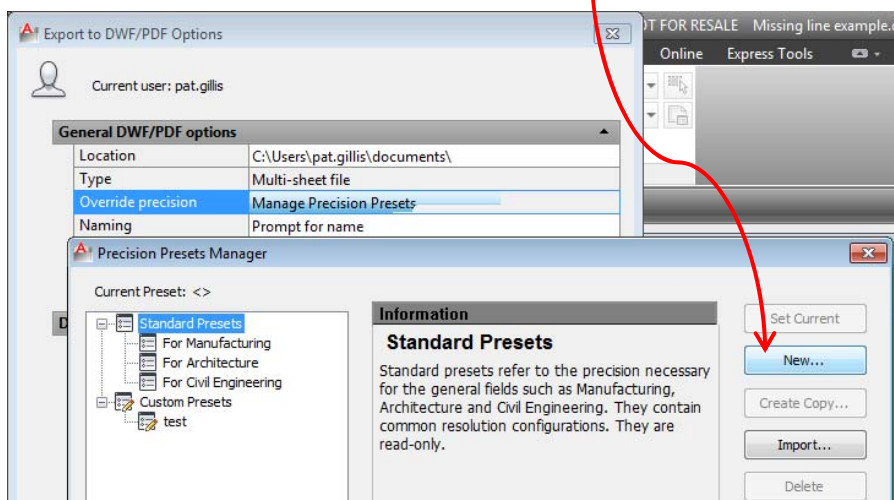 OT FOR RESALE Missing line example.
Export to DWF/PDF Options
Online Express Tools
Current user: pat.gillis
General DWF/PDF options
Location C:\Users\pat.gillis\documents\
Type Multi-sheet file
Override precision Manage Precision Presets
Naming Prompt for name
Precision Presets Manager
Current Preset: <>
D
Standard Presets
For Manufacturing
For Architecture
For Civil Engineering
Custom Presets
test
Information
Standard Presets
Standard presets refer to the precision necessary
for the general fields such as Manufacturing,
Architecture and Civil Engineering. They contain
common resolution configurations. They are
read-only.
Set Current
New...
Create Copy...
Import...
Delete